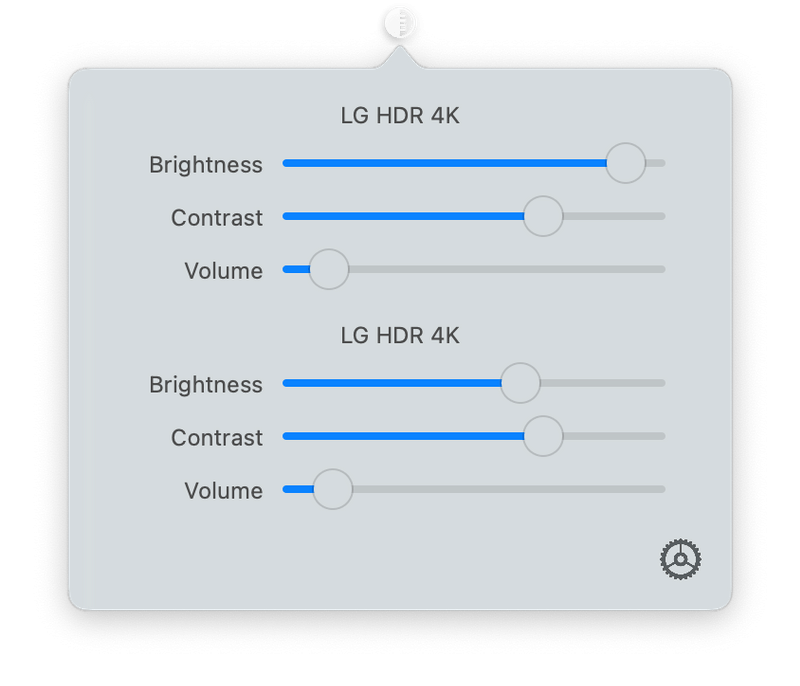 LG HDR 4K
Brightness
Contrast
Volume
LG HDR 4K
Brightness
Contrast
Volume